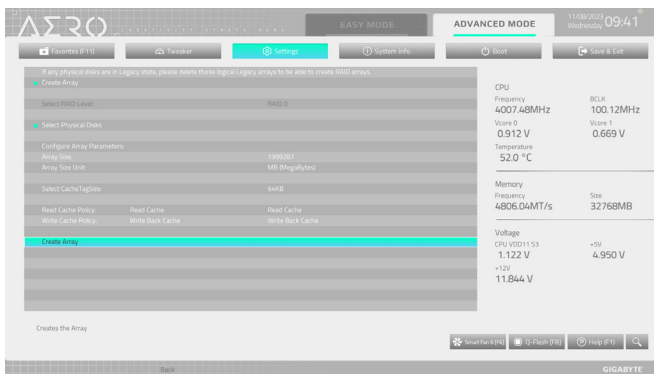 AERO
CREATIVITY STARTS HERE.
EASY MODE
ADVANCED MODE
11/08/2023
Wednesday 09:41
Favorites (F11)
Tweaker
Settings
System Info.
Boot
Save & Exit
If any physical disks are in Legacy state, please delete those logical Legacy arrays to be able to create RAID arrays
Create Array
Select RAID Level: RAID 0
Select Physical Disks
Configure Array Parameters:
Array Size: 1999287
Array Size Unit: MB (MegaBytes)
Select CacheTagSize: 64KB
Read Cache Policy: Read Cache Read Cache
Write Cache Policy: Write Back Cache Write Back Cache
Create Array
CPU
Frequency BCLK
4007.48MHz 100.12MHz
Vcore 0 Vcore 1
0.912 V 0.669 V
Temperature
52.0 °C
Memory
Frequency Size
4806.04MT/s 32768MB
Voltage
CPU VDD11 S3 +5V
1.122 V 4.950 V
+12V
11.844 V
Creates the Array
Smart Fan 6 [F6]
Q-Flash [F8]
Help (F1)
Back
GIGABYTE